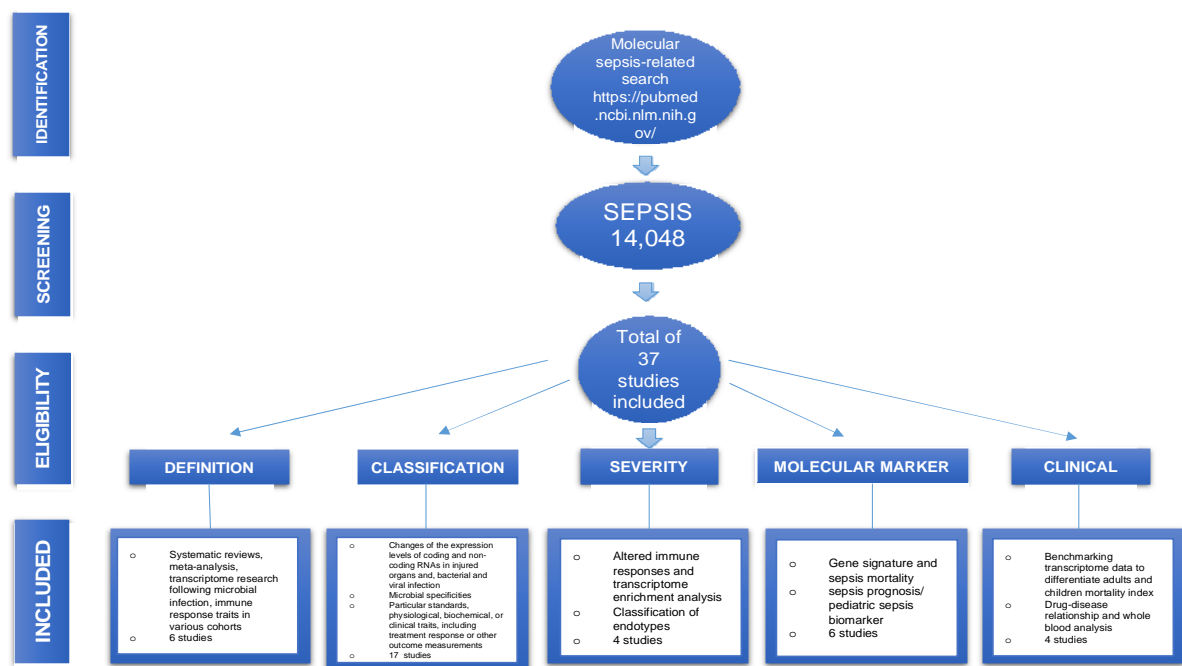 IDENTIFICATION
Molecular
sepsis-related
search
https://pubmed
.ncbi.nlm.nih.g
ov/
SCREENING
SEPSIS
14,048
ELIGIBILITY
Total of
37
studies
included
DEFINITION
CLASSIFICATION
SEVERITY
MOLECULAR MARKER
CLINICAL
INCLUDED
o Systematic reviews,
meta-analysis,
transcriptome research
following microbial
infection, immune
response traits in
various cohorts
o 6 studies
o Changes of the expression
levels of coding and non-
coding RNAs in injured
organs and, bacterial and
viral infection
o Microbial specificities
o Particular standards,
physiological, biochemical, or
clinical traits, including
treatment response or other
outcome measurements
o 17 studies
o Altered immune
responses and
transcriptome
enrichment analysis
o Classification of
endotypes
o 4 studies
o Gene signature and
sepsis mortality
o sepsis prognosis/
pediatric sepsis
biomarker
o 6 studies
o Benchmarking
transcriptome data to
differentiate adults and
children mortality index
o Drug-disease
relationship and whole
blood analysis
o 4 studies